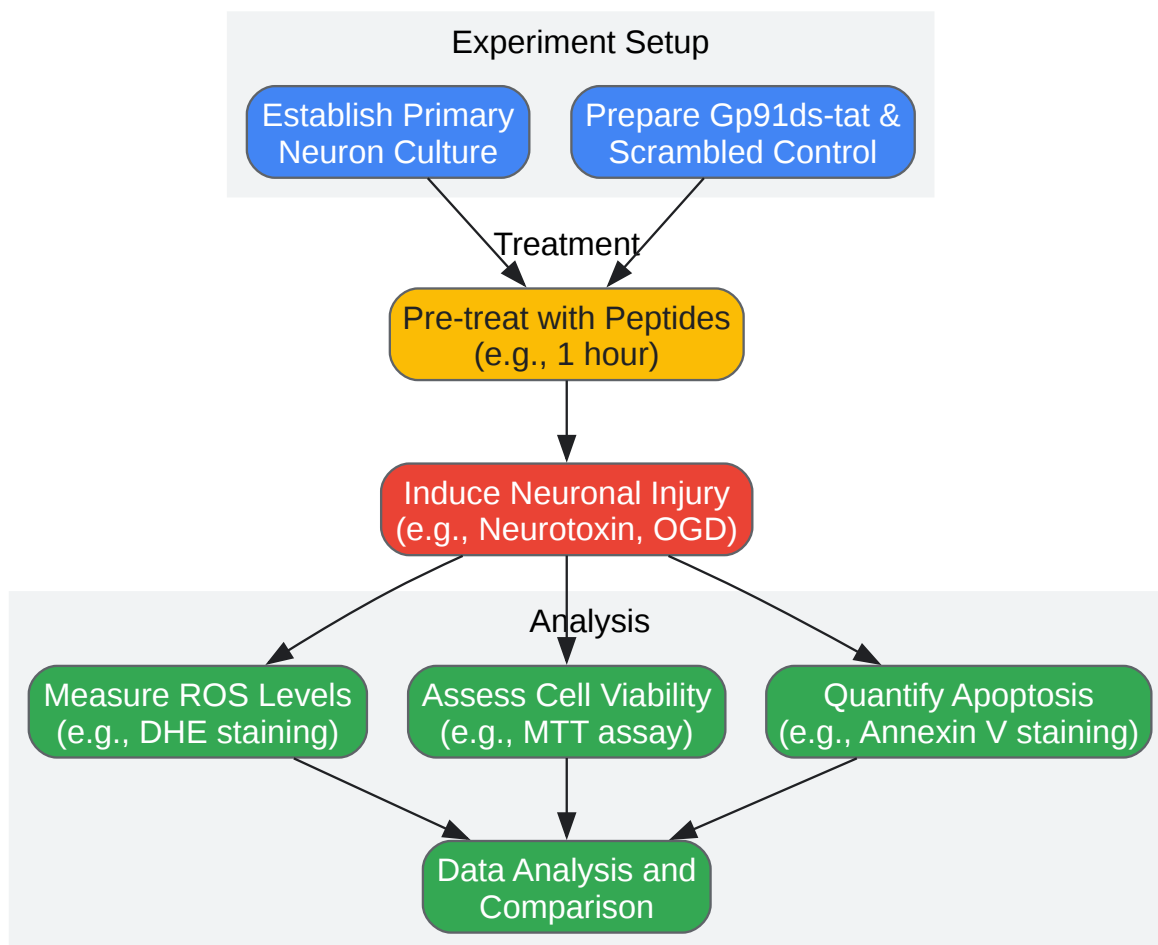 Experiment Setup
Establish Primary
Neuron Culture
Prepare Gp91ds-tat &
Scrambled Control
Treatment
Pre-treat with Peptides
(e.g., 1 hour)
Induce Neuronal Injury
(e.g., Neurotoxin, OGD)
Analysis
Measure ROS Levels
(e.g., DHE staining)
Assess Cell Viability
(e.g., MTT assay)
Quantify Apoptosis
(e.g., Annexin V staining)
Data Analysis and
Comparison